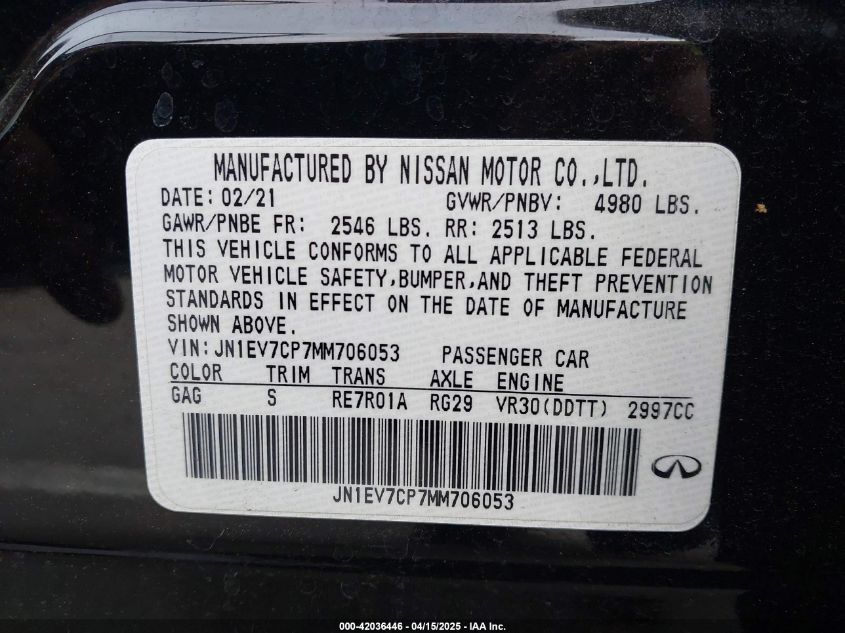 MANUFACTURED BY NISSAN MOTOR CO.,LTD.
DATE: 02/21 GVWR/PNBV: 4980 LBS.
GAWR/PNBE FR: 2546 LBS. RR: 2513 LBS.
THIS VEHICLE CONFORMS TO ALL APPLICABLE FEDERAL
MOTOR VEHICLE SAFETY,BUMPER,AND THEFT PREVENTION
STANDARDS IN EFFECT ON THE DATE OF MANUFACTURE
SHOWN ABOVE.
VIN:JN1EV7CP7MM706053 PASSENGER CAR
COLOR TRIM TRANS AXLE ENGINE
GAG S RE7R01A RG29 VR30(DDTT) 2997CC
JN1EV7CP7MM706053
000-42036446 - 04/15/2025 - IAA Inc.